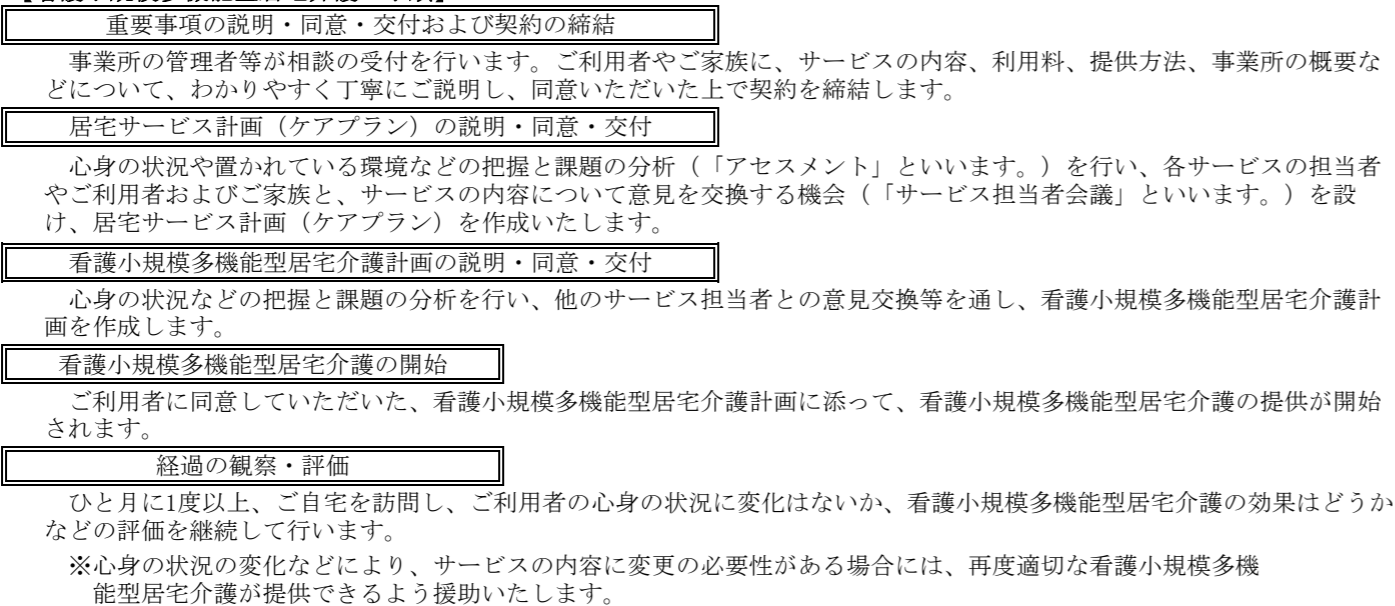 重要事項の説明・同意・交付および契約の締結
事業所の管理者等が相談の受付を行います。ご利用者やご家族に、サービスの内容、利用料、提供方法、事業所の概要な
どについて、わかりやすく丁寧にご説明し、同意いただいた上で契約を締結します。
居宅サービス計画（ケアプラン）の説明・同意・交付
心身の状況や置かれている環境などの把握と課題の分析（「アセスメント」といいます。）を行い、各サービスの担当者
やご利用者およびご家族と、サービスの内容について意見を交換する機会（「サービス担当者会議」といいます。）を設
け、居宅サービス計画（ケアプラン）を作成いたします。
看護小規模多機能型居宅介護計画の説明・同意・交付
心身の状況などの把握と課題の分析を行い、他のサービス担当者との意見交換等を通し、看護小規模多機能型居宅介護計
画を作成します。
看護小規模多機能型居宅介護の開始
ご利用者に同意していただいた、看護小規模多機能型居宅介護計画に添って、看護小規模多機能型居宅介護の提供が開始
されます。
経過の観察・評価
ひと月に1度以上、ご自宅を訪問し、ご利用者の心身の状況に変化はないか、看護小規模多機能型居宅介護の効果はどうか
などの評価を継続して行います。
※心身の状況の変化などにより、サービスの内容に変更の必要性がある場合には、再度適切な看護小規模多機
能型居宅介護が提供できるよう援助いたします。